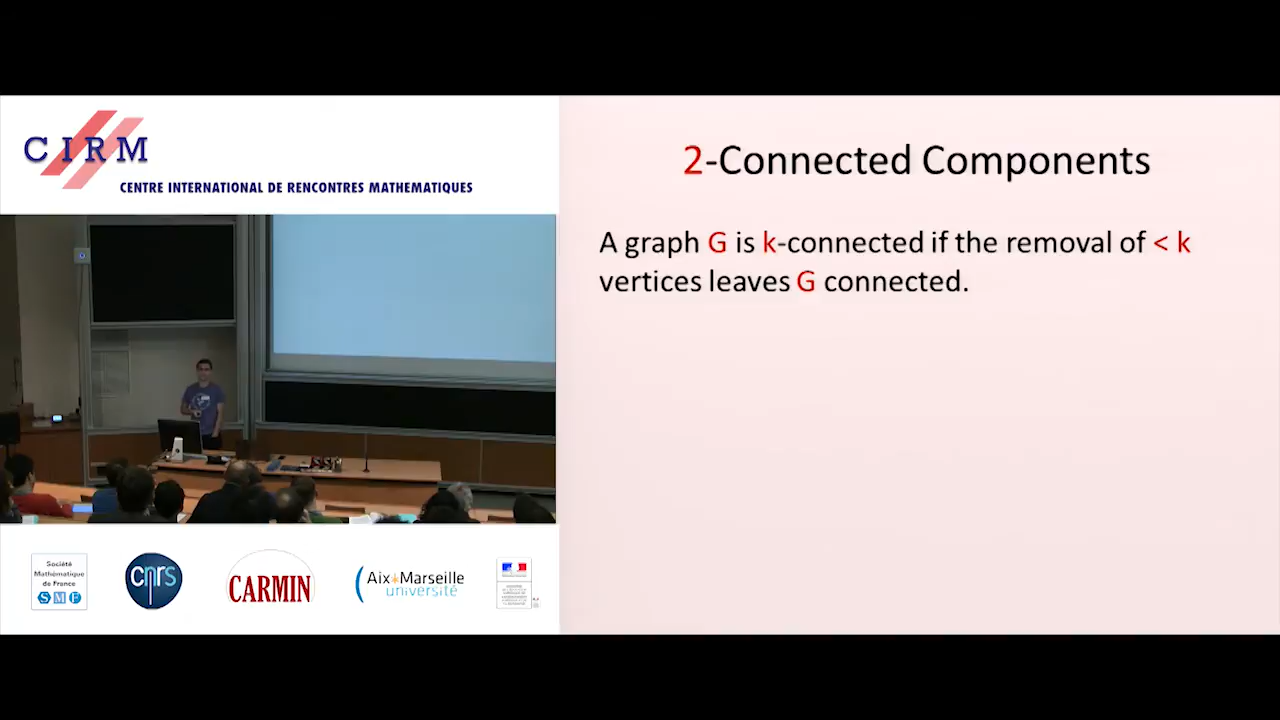 CIRM
CENTRE INTERNATIONAL DE RENCONTRES MATHEMATIQUES
2-Connected Components
A graph G is k-connected if the removal of < k
vertices leaves G connected.
Société
Mathématique
de France
SMF
cnrs
CARMIN
Aix*Marseille
université